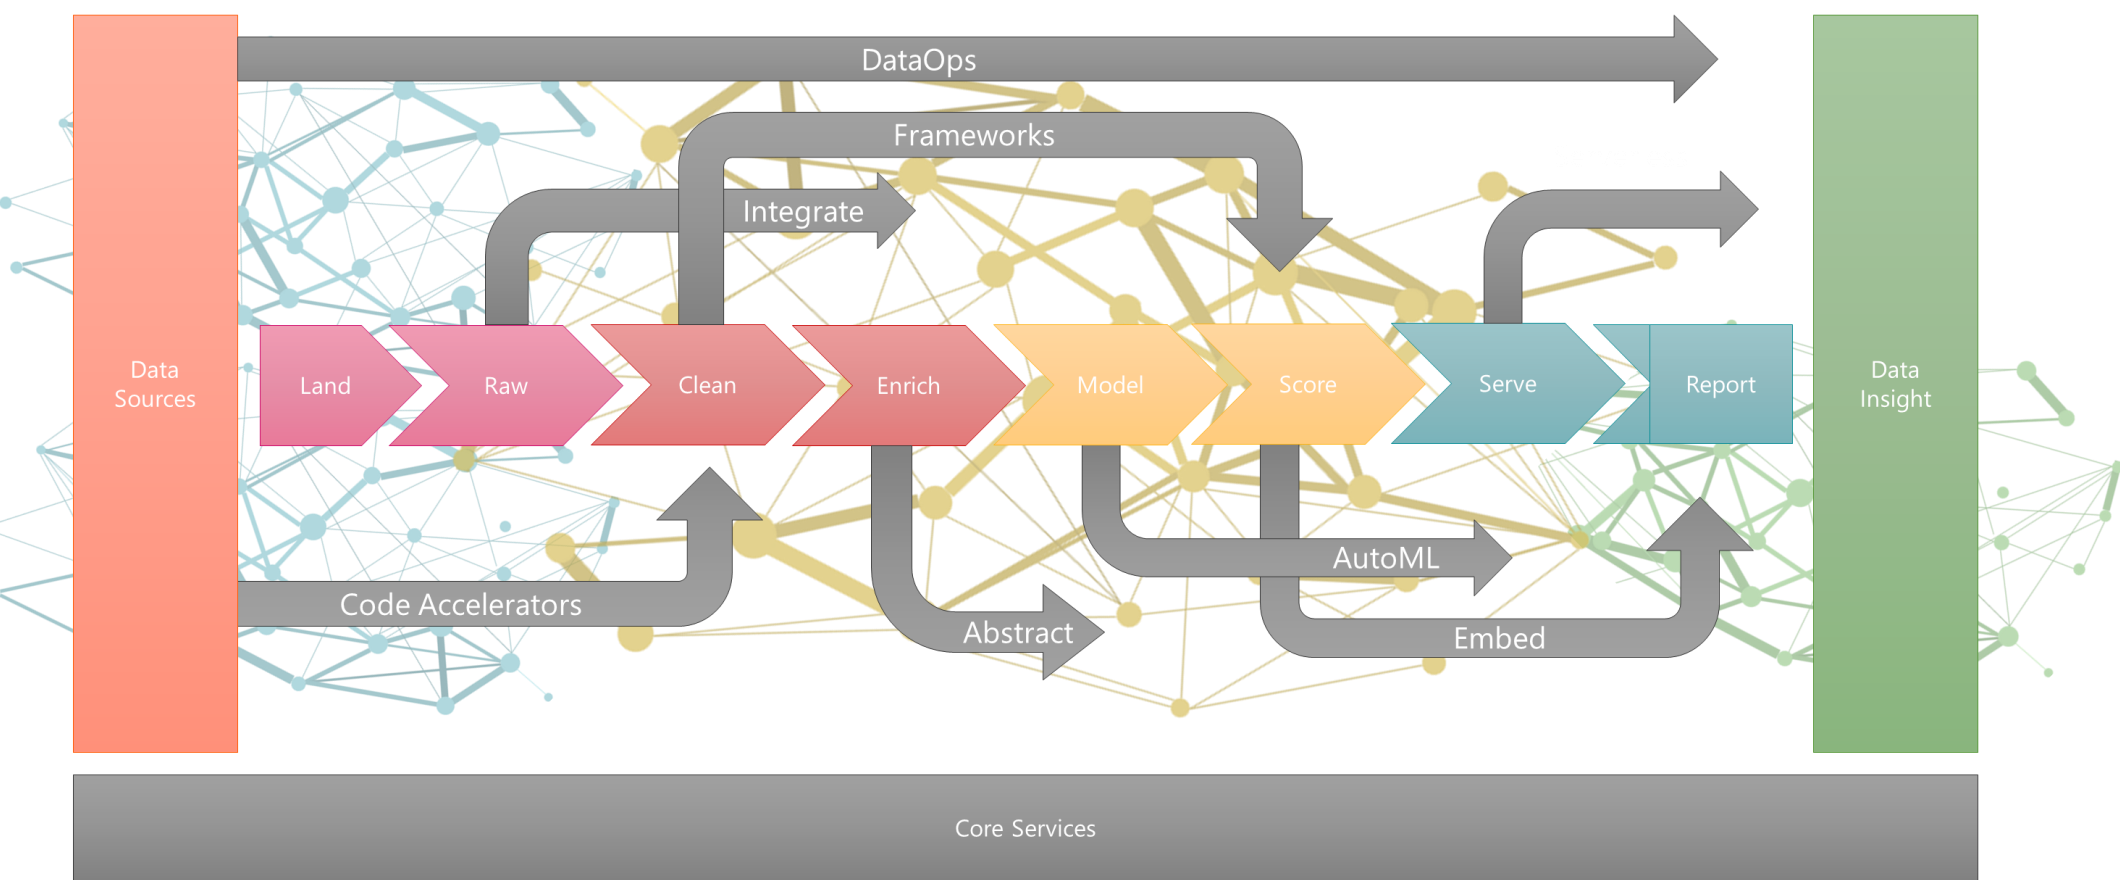 DataOps
Frameworks
Integrate
Data
Sources
Land
Raw
Clean
Enrich
Model
Score
Serve
Report
Data
Insight
Code Accelerators
AutoML
Abstract
Embed
Core Services